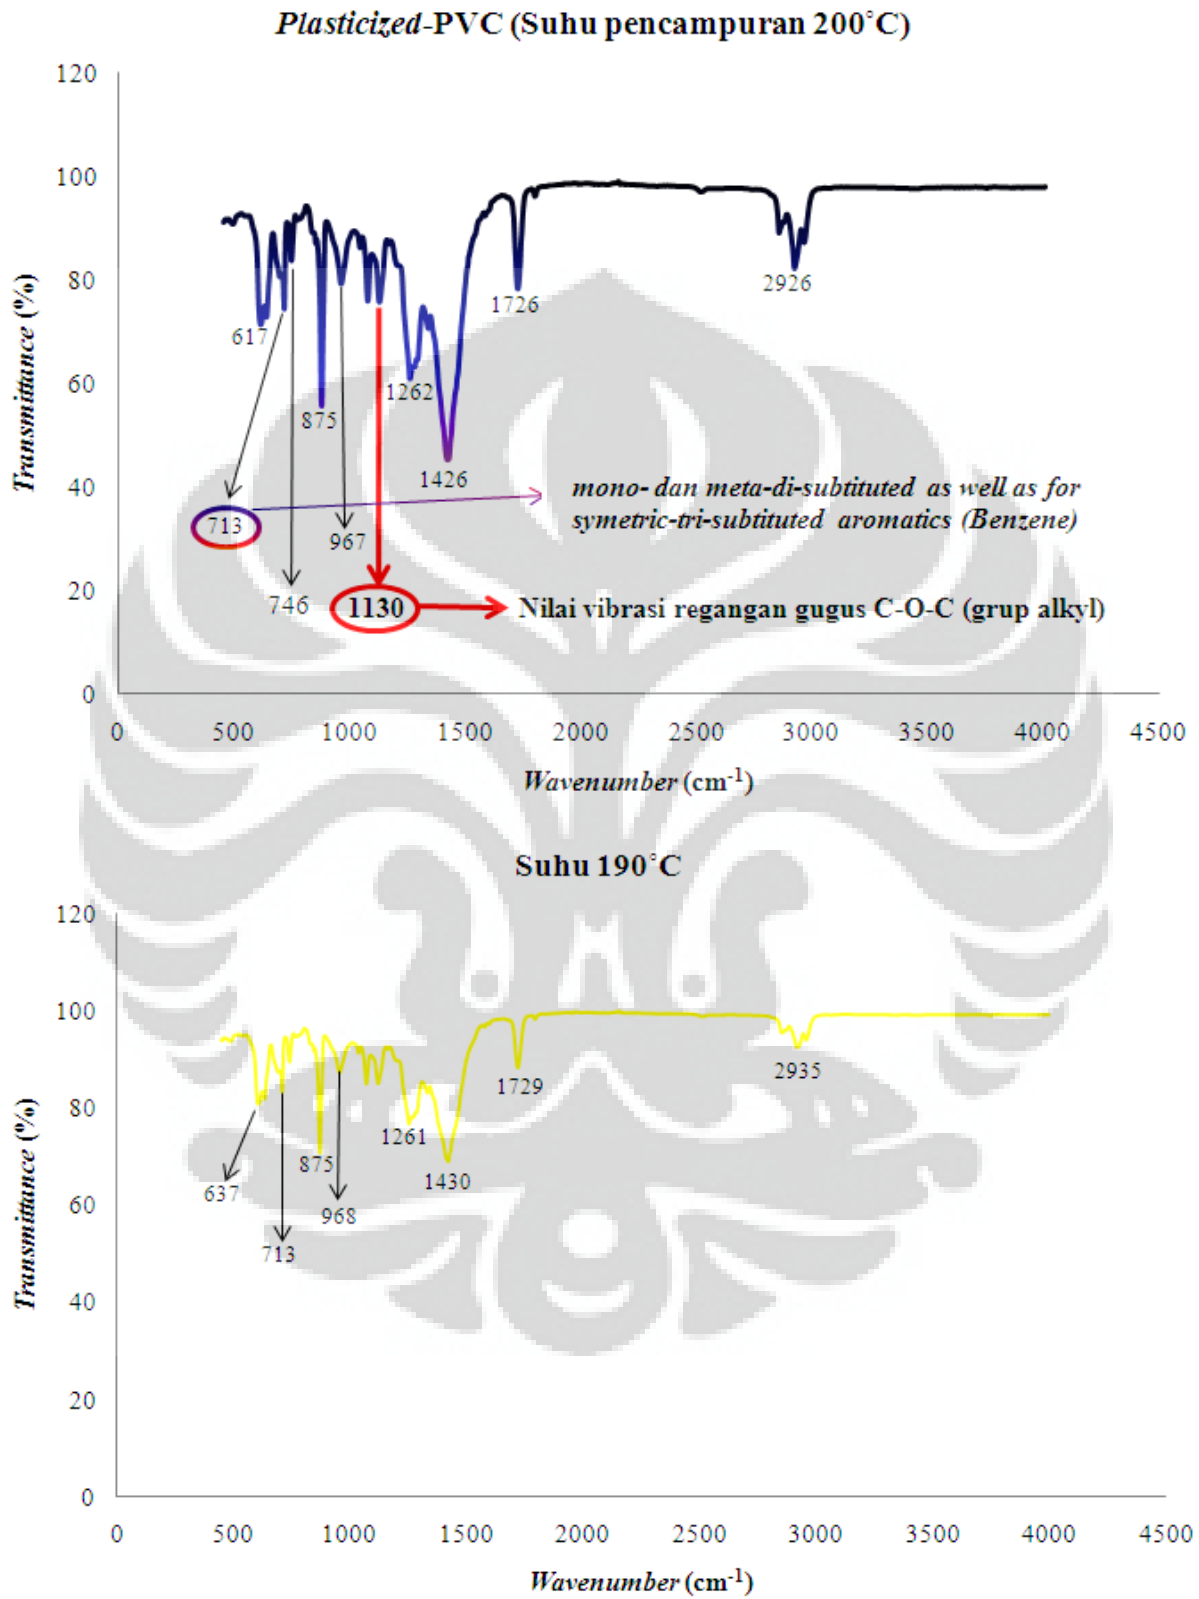 Plasticized-PVC (Suhu pencampuran 200˚C)
120
100
80
60
40
20
0
Transmittance (%)
617
713
746
875
967
1130
1262
1426
1726
2926
mono- dan meta-di-subtituted as well as for
symetric-tri-subtituted aromatics (Benzene)
Nilai vibrasi regangan gugus C-O-C (grup alkyl)
0 500 1000 1500 2000 2500 3000 3500 4000 4500
Wavenumber (cm-1)
Suhu 190˚C
120
100
80
60
40
20
0
Transmittance (%)
637
713
875
968
1261
1430
1729
2935
0 500 1000 1500 2000 2500 3000 3500 4000 4500
Wavenumber (cm-1)